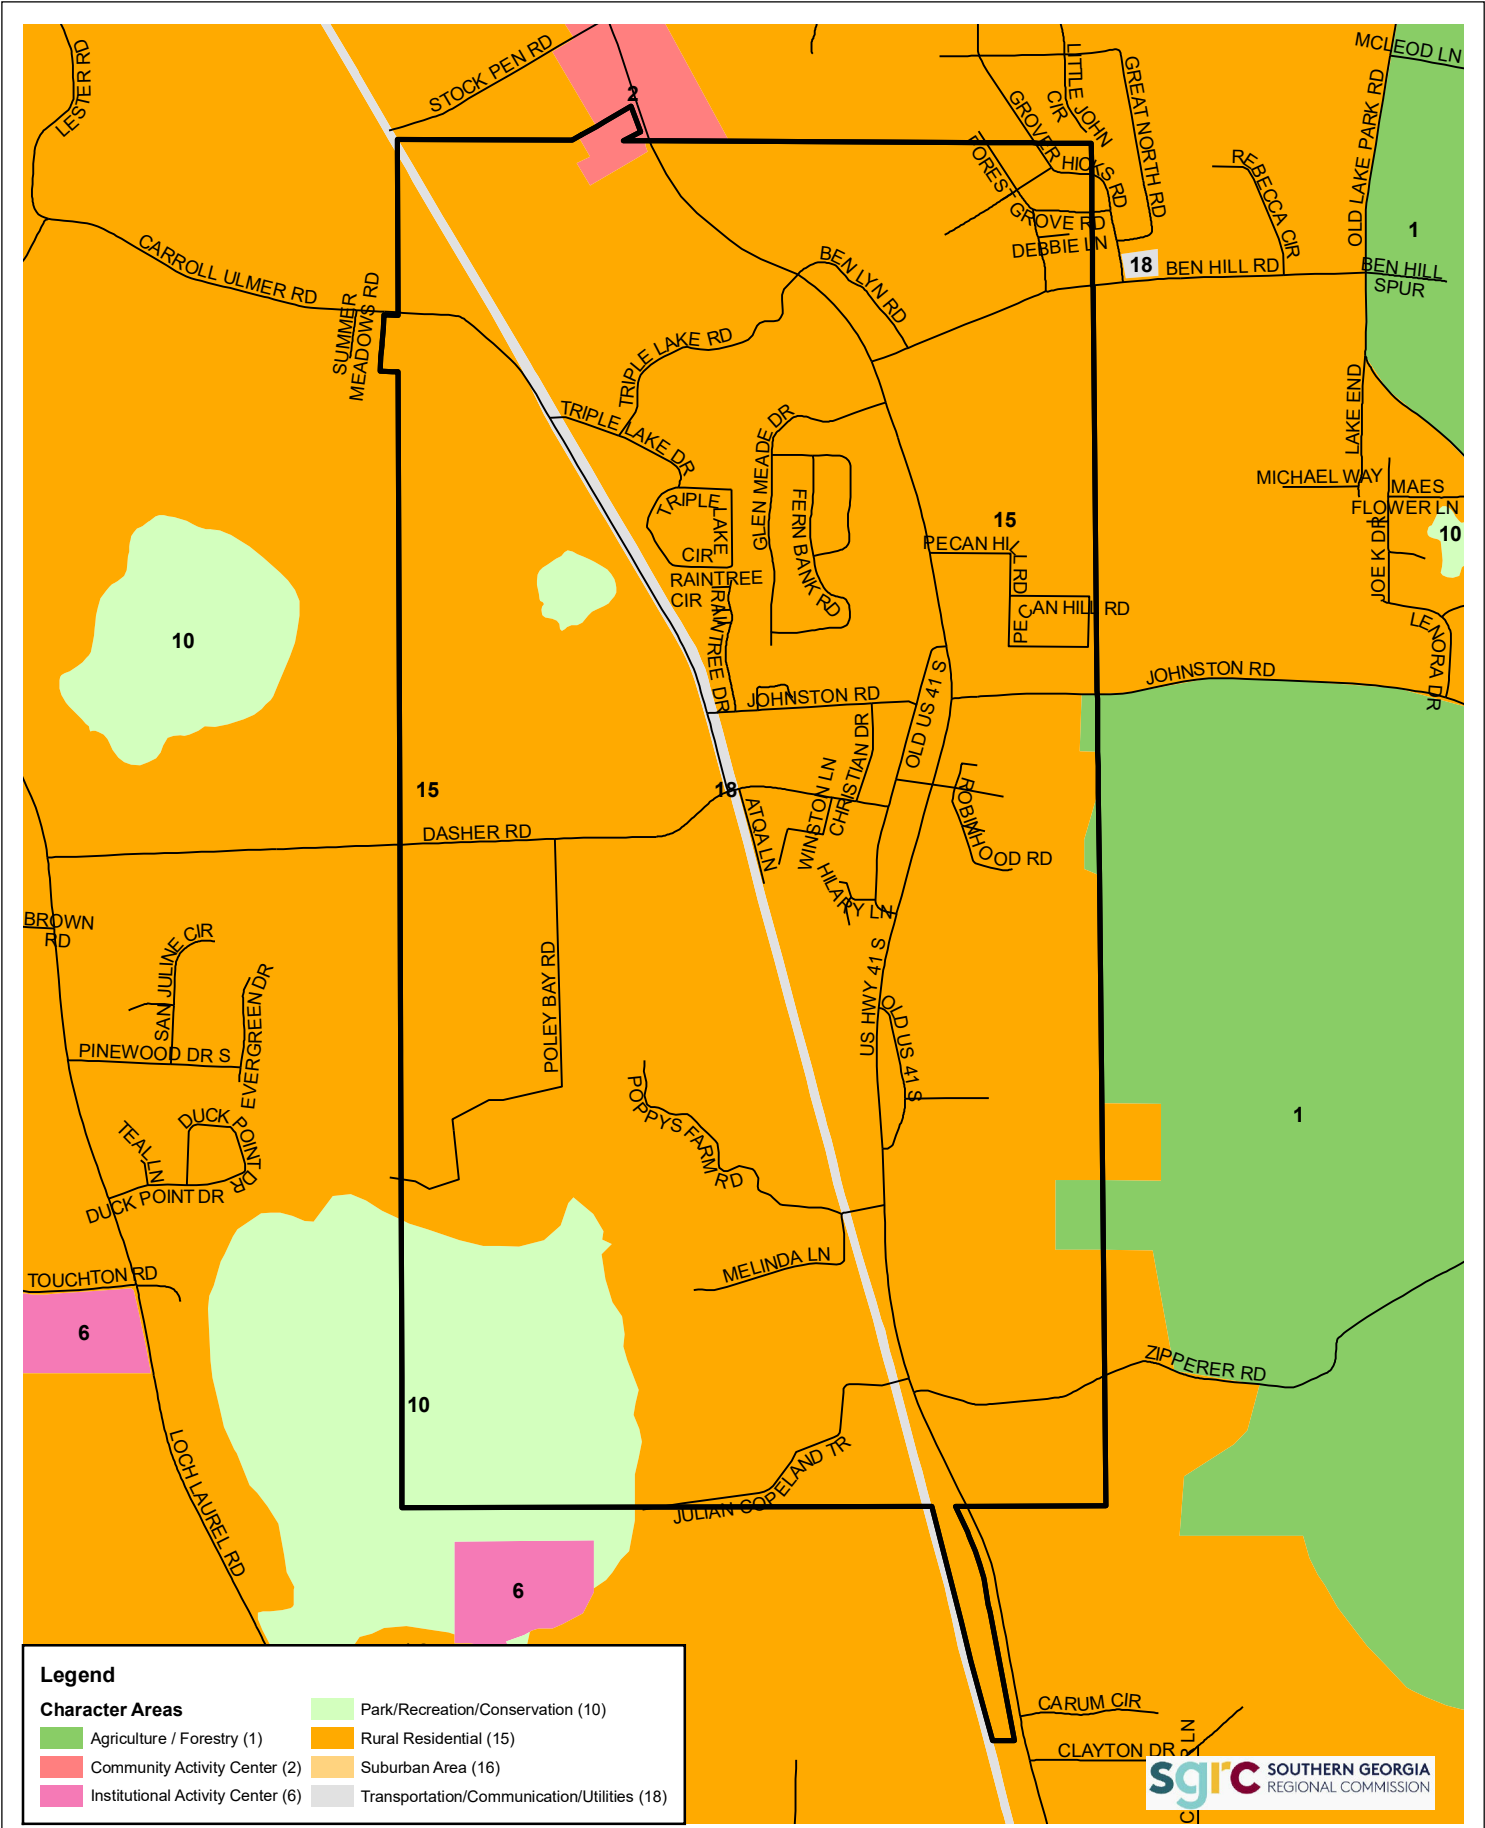 LESTER RD
STOCK PEN RD
2
LITTLE JOHN
CIR
GREAT NORTH RD
GROVER HICKS RD
FOREST GROVE RD
DEBBIE LN
REBECCA CIR
MCLEOD LN
OLD LAKE PARK RD
1
18
BEN HILL RD
BEN HILL
SPUR
CARROLL ULMER RD
SUMMER
MEADOWS RD
BEN LYN RD
TRIPLE LAKE RD
TRIPLE LAKE DR
GLEN MEADE DR
FERN BANK RD
TRIPLE
LAKE
CIR
RAINTREE
CIR
RAINTREE DR
15
PECAN HILL RD
PECAN HILL RD
LAKE END
MICHAEL WAY
MAES
FLOWER LN
10
JOE K DR
LENORA DR
10
JOHNSTON RD
JOHNSTON RD
OLD US 41 S
CHRISTIAN DR
WINSTON LN
15
18
DASHER RD
ATQA LN
HILARY LN
ROBINHOOD RD
BROWN
RD
SAN JULINE CIR
EVERGREEN DR
PINEWOOD DR S
POLEY BAY RD
US HWY 41 S
OLD US 41 S
POPPYS FARM RD
1
TEAL LN
DUCK POINT DR
DUCK POINT DR
TOUCHTON RD
6
MELINDA LN
ZIPPERER RD
10
LOCH LAUREL RD
JULIAN COPELAND TR
6
CARUM CIR
CLAYTON DR
Legend
Character Areas
Agriculture / Forestry (1)
Community Activity Center (2)
Institutional Activity Center (6)
Park/Recreation/Conservation (10)
Rural Residential (15)
Suburban Area (16)
Transportation/Communication/Utilities (18)
sgrc SOUTHERN GEORGIA
REGIONAL COMMISSION